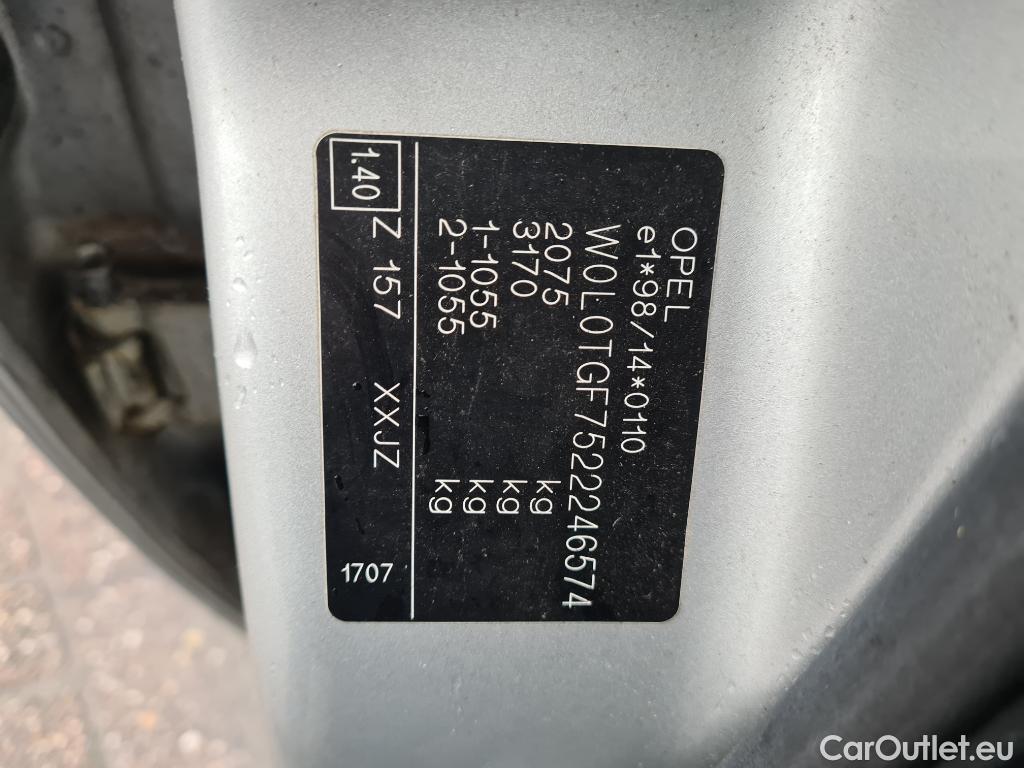 OPEL
e1*98/14*0110
W0L0TGF7522246574
2075 kg
3170 kg
1-1055 kg
2-1055 kg
1.40 Z 157 XXJZ 1707
CarOutlet.eu